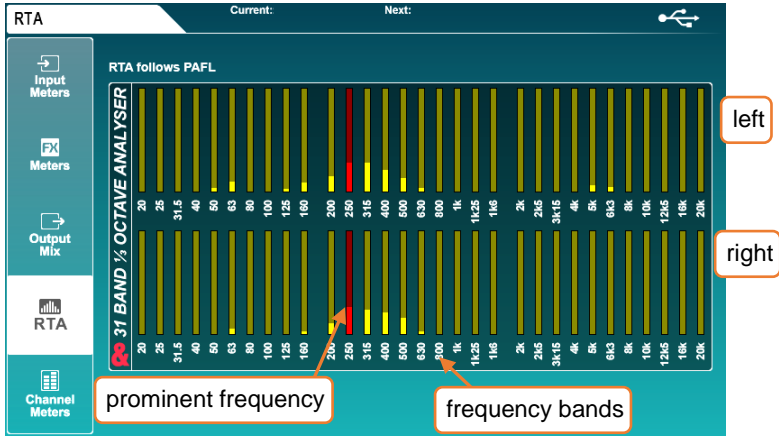 RTA
Current:
Next:
Input
Meters
FX
Meters
Output
Mix
RTA
Channel
Meters
RTA follows PAFL
& 31 BAND ⅓ OCTAVE ANALYSER
20 25 31.5 40 50 63 80 100 125 160 200 250 315 400 500 630 800 1k 1k25 1k6 2k 2k5 3k15 4k 5k 6k3 8k 10k 12k5 16k 20k
left
20 25 31.5 40 50 63 80 100 125 160 200 250 315 400 500 630 800 1k 1k25 1k6 2k 2k5 3k15 4k 5k 6k3 8k 10k 12k5 16k 20k
right
prominent frequency
frequency bands